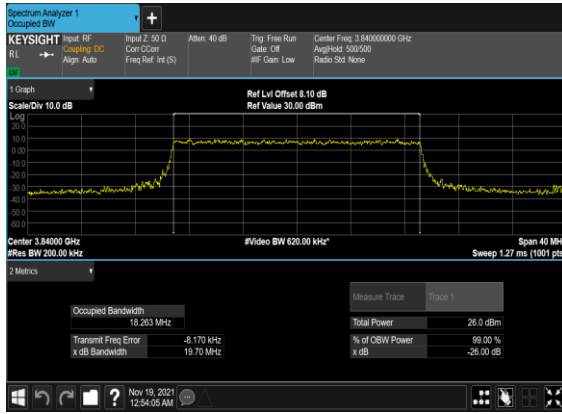 Spectrum Analyzer 1
Occupied BW
KEYSIGHT
RL
Input: RF
Coupling: DC
Align: Auto
Input Z: 50 Ω
Corr CCorr
Freq Ref: Int (S)
Atten: 40 dB
Trig: Free Run
Gate: Off
#IF Gain: Low
Center Freq: 3.840000000 GHz
Avg|Hold: 500/500
Radio Std: None
1 Graph
Scale/Div 10.0 dB
Ref Lvl Offset 8.10 dB
Ref Value 30.00 dBm
Log
20.0
10.0
0.00
-10.0
-20.0
-30.0
-40.0
-50.0
-60.0
Center 3.84000 GHz
#Res BW 200.00 kHz
#Video BW 620.00 kHz*
Span 40 MH
Sweep 1.27 ms (1001 pts
2 Metrics
Measure Trace
Trace 1
Occupied Bandwidth
18.263 MHz
Total Power
26.0 dBm
Transmit Freq Error
-8.170 kHz
% of OBW Power
99.00 %
x dB Bandwidth
19.70 MHz
x dB
-26.00 dB
?
Nov 19, 2021
12:54:05 AM